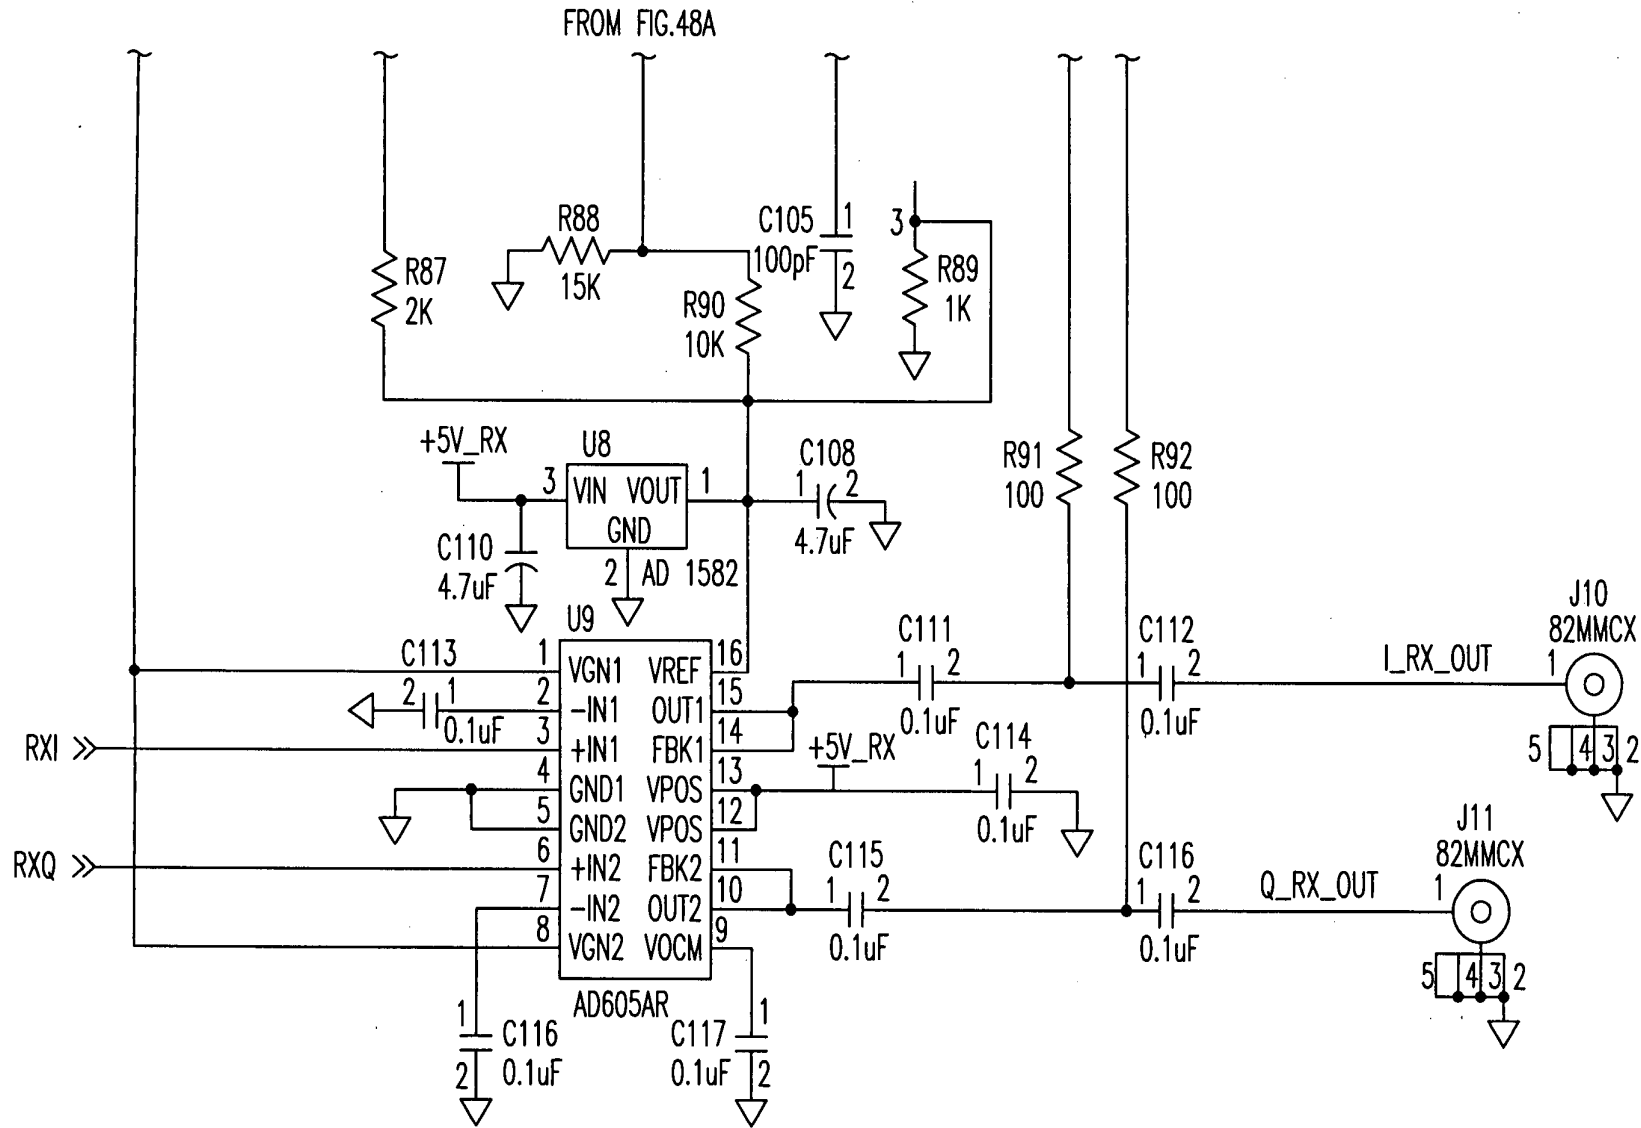 FROM FIG.48A
R88
15K
C105
100pF
1
2
3
R89
1K
R87
2K
R90
10K
+5V_RX
U8
C108
1
2
4.7uF
3
VIN VOUT
GND
1
2
AD 1582
C110
4.7uF
R91
100
R92
100
U9
C113
2
1
0.1uF
RXI
RXQ
1
2
3
4
5
6
7
8
VGN1
-IN1
+IN1
GND1
GND2
+IN2
-IN2
VGN2
VREF
OUT1
FBK1
VPOS
VPOS
FBK2
OUT2
VOCM
16
15
14
13
12
11
10
9
AD605AR
C111
1
2
0.1uF
C112
1
2
0.1uF
I_RX_OUT
J10
82MMCX
1
5
4
3
2
+5V_RX
C114
1
2
0.1uF
C115
1
2
0.1uF
C116
1
2
0.1uF
Q_RX_OUT
J11
82MMCX
1
5
4
3
2
1
C116
0.1uF
2
C117
0.1uF
1
2